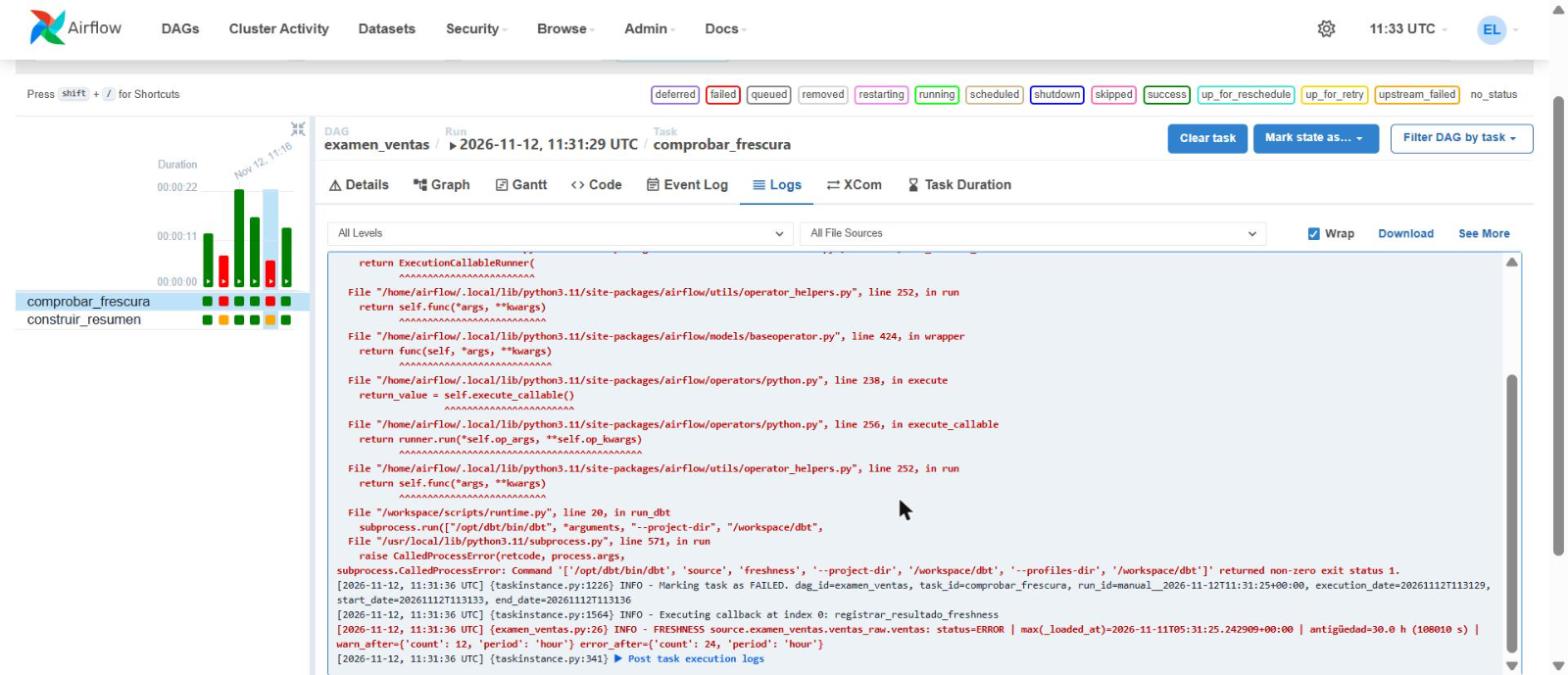 Airflow DAGs Cluster Activity Datasets Security Browse Admin Docs 11:33 UTC EL
Press shift + / for Shortcuts
deferred failed queued removed restarting running scheduled shutdown skipped success up_for_reschedule up_for_retry upstream_failed no_status
Duration
Nov 12, 11:16
00:00:22
00:00:11
00:00:00
comprobar_frescura
construir_resumen
DAG Run Task
examen_ventas / 2026-11-12, 11:31:29 UTC / comprobar_frescura
Clear task Mark state as... Filter DAG by task
Details Graph Gantt <> Code Event Log Logs XCom Task Duration
All Levels All File Sources Wrap Download See More
return ExecutionCallableRunner(
^^^^^^^^^^^^^^^^^^^^^^^^
File "/home/airflow/.local/lib/python3.11/site-packages/airflow/utils/operator_helpers.py", line 252, in run
return self.func(*args, **kwargs)
^^^^^^^^^^^^^^^^^^^^^^^^^^
File "/home/airflow/.local/lib/python3.11/site-packages/airflow/models/baseoperator.py", line 424, in wrapper
return func(self, *args, **kwargs)
^^^^^^^^^^^^^^^^^^^^^^^^^^^
File "/home/airflow/.local/lib/python3.11/site-packages/airflow/operators/python.py", line 238, in execute
return_value = self.execute_callable()
^^^^^^^^^^^^^^^^^^^^^^^
File "/home/airflow/.local/lib/python3.11/site-packages/airflow/operators/python.py", line 256, in execute_callable
return runner.run(*self.op_args, **self.op_kwargs)
^^^^^^^^^^^^^^^^^^^^^^^^^^^^^^^^^^^^^^^^^^^
File "/home/airflow/.local/lib/python3.11/site-packages/airflow/utils/operator_helpers.py", line 252, in run
return self.func(*args, **kwargs)
^^^^^^^^^^^^^^^^^^^^^^^^^^
File "/workspace/scripts/runtime.py", line 20, in run_dbt
subprocess.run(["/opt/dbt/bin/dbt", *arguments, "--project-dir", "/workspace/dbt",
File "/usr/local/lib/python3.11/subprocess.py", line 571, in run
raise CalledProcessError(retcode, process.args,
subprocess.CalledProcessError: Command '['/opt/dbt/bin/dbt', 'source', 'freshness', '--project-dir', '/workspace/dbt', '--profiles-dir', '/workspace/dbt']' returned non-zero exit status 1.
[2026-11-12, 11:31:36 UTC] {taskinstance.py:1226} INFO - Marking task as FAILED. dag_id=examen_ventas, task_id=comprobar_frescura, run_id=manual__2026-11-12T11:31:25+00:00, execution_date=20261112T113129,
start_date=20261112T113133, end_date=20261112T113136
[2026-11-12, 11:31:36 UTC] {taskinstance.py:1564} INFO - Executing callback at index 0: registrar_resultado_freshness
[2026-11-12, 11:31:36 UTC] {examen_ventas.py:26} INFO - FRESHNESS source.examen_ventas.ventas_raw.ventas: status=ERROR | max(_loaded_at)=2026-11-11T05:31:25.242909+00:00 | antigüedad=30.0 h (108010 s) |
warn_after={'count': 12, 'period': 'hour'} error_after={'count': 24, 'period': 'hour'}
[2026-11-12, 11:31:36 UTC] {taskinstance.py:341} ▶ Post task execution logs